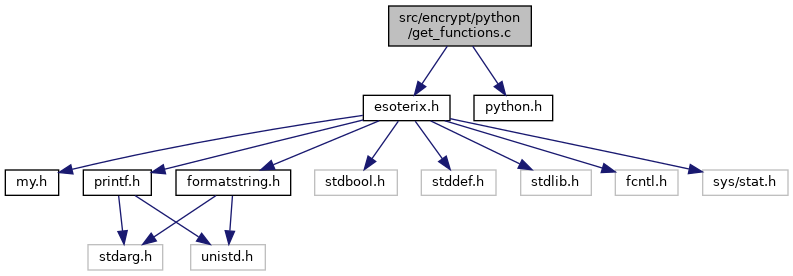 src/encrypt/python
/get_functions.c
esoterix.h
python.h
my.h
printf.h
formatstring.h
stdbool.h
stddef.h
stdlib.h
fcntl.h
sys/stat.h
stdarg.h
unistd.h